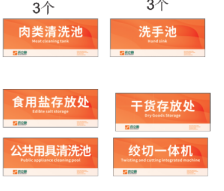 3个
3个
肉类清洗池
Meat cleaning tank
洗手池
Hand sink
食用盐存放处
Edible salt storage
干货存放处
Dry Goods Storage
公共用具清洗池
Public appliance cleaning pool
绞切一体机
Twisting and cutting integrated machine